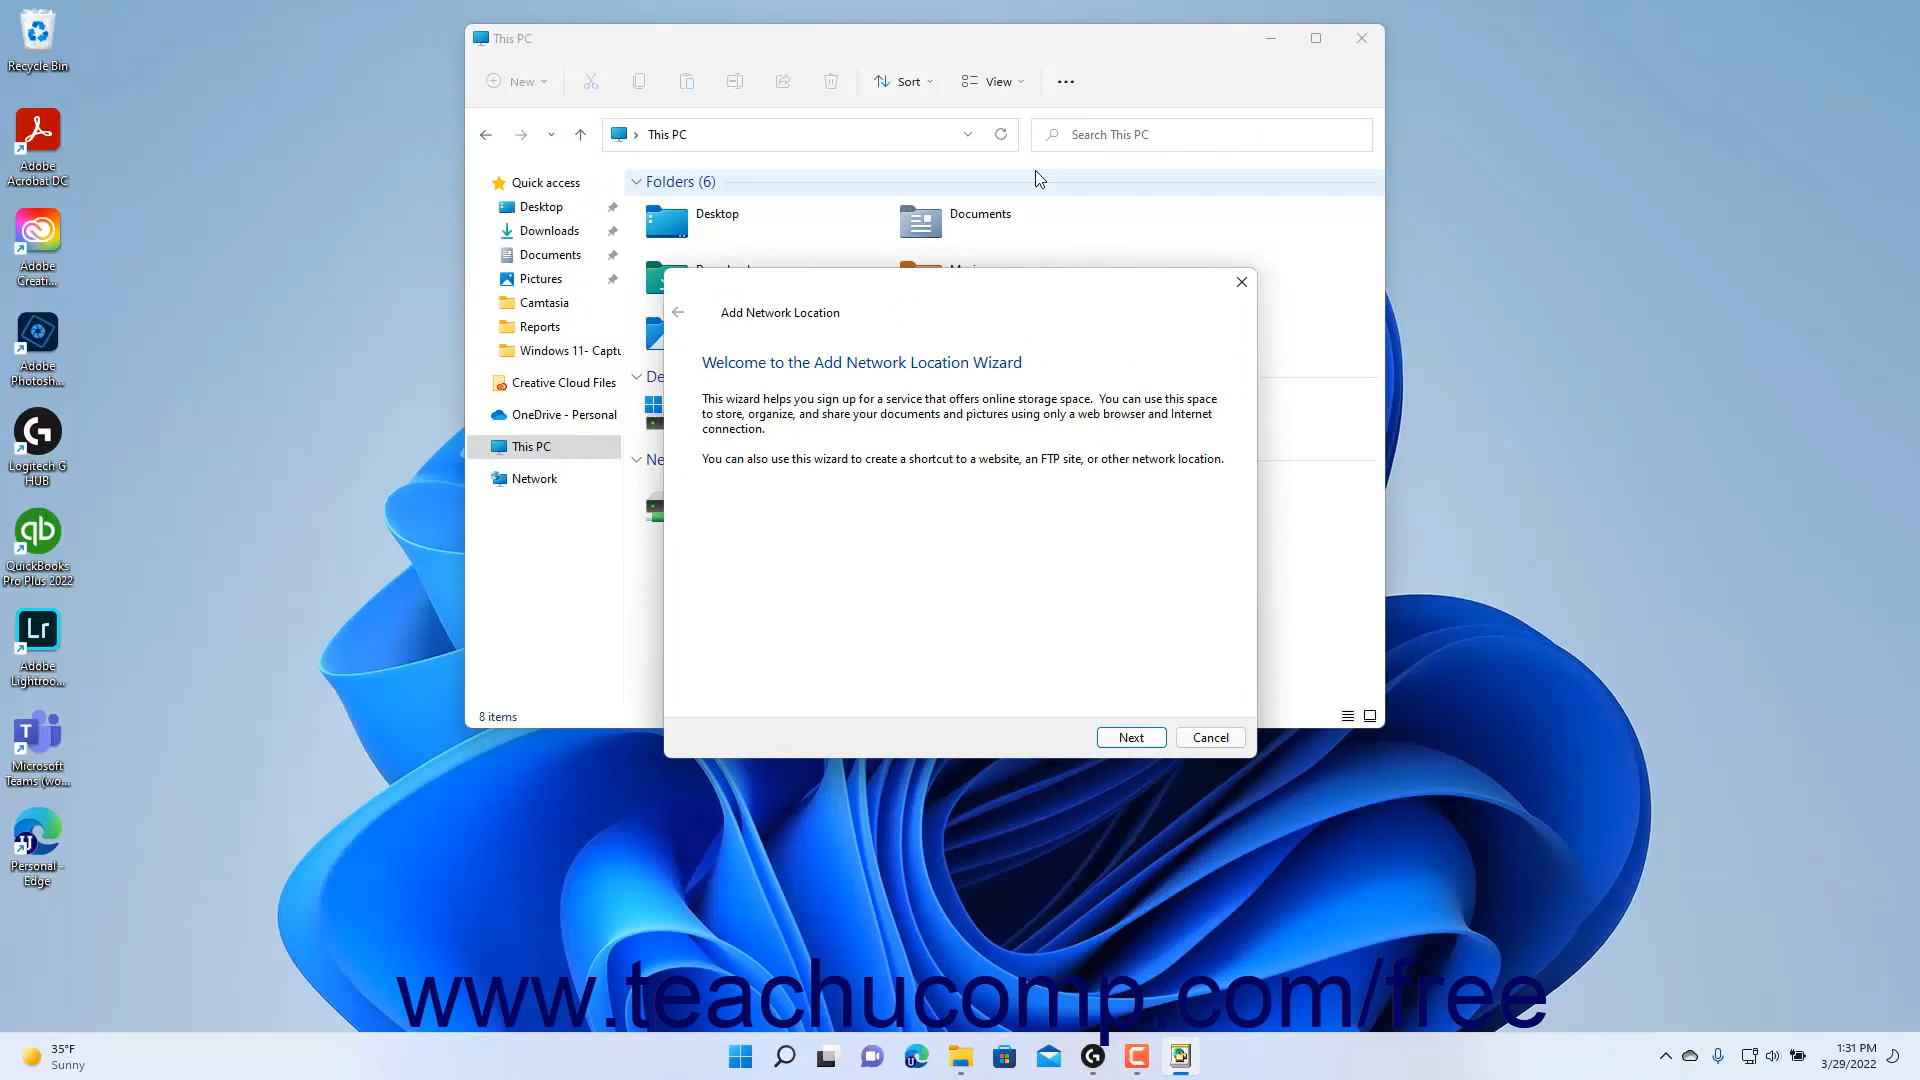 Recycle Bin
Adobe
Acrobat DC
Adobe
Creati...
Adobe
Photosh...
Logitech G
HUB
QuickBooks
Pro Plus 2022
Lr
Adobe
Lightroo...
Microsoft
Teams (wo...
Personal -
Edge
This PC
New
Sort
View
This PC
Search This PC
Quick access
Desktop
Downloads
Documents
Pictures
Camtasia
Reports
Windows 11- Captu
Creative Cloud Files
OneDrive - Personal
This PC
Network
Folders (6)
Desktop
Documents
De
Ne
8 items
Add Network Location
Welcome to the Add Network Location Wizard
This wizard helps you sign up for a service that offers online storage space. You can use this space
to store, organize, and share your documents and pictures using only a web browser and Internet
connection.
You can also use this wizard to create a shortcut to a website, an FTP site, or other network location.
Next
Cancel
www.teachucomp.com/free
35°F
Sunny
1:31 PM
3/29/2022